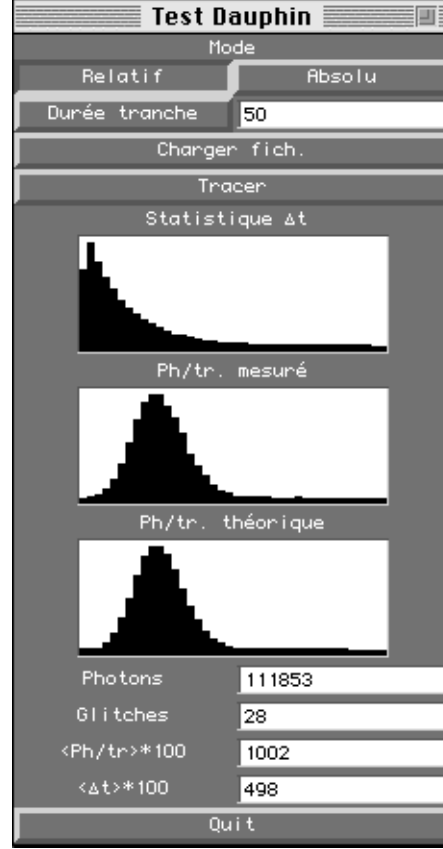 Test Dauphin
Mode
Relatif Absolu
Durée tranche 50
Charger fich.
Tracer
Statistique Δt
Ph/tr. mesuré
Ph/tr. théorique
Photons 111853
Glitches 28
<Ph/tr>*100 1002
<Δt>*100 498
Quit